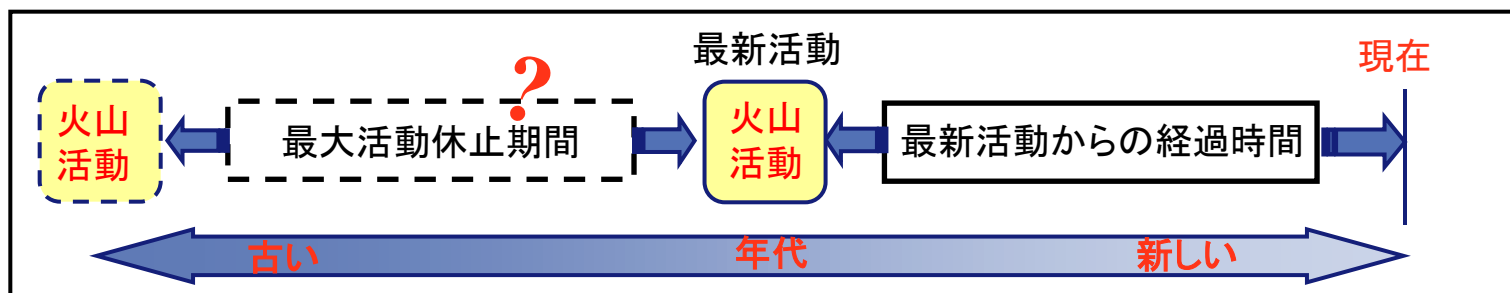 最新活動
現在
火山
活動
?
最大活動休止期間
火山
活動
最新活動からの経過時間
古い
年代
新しい